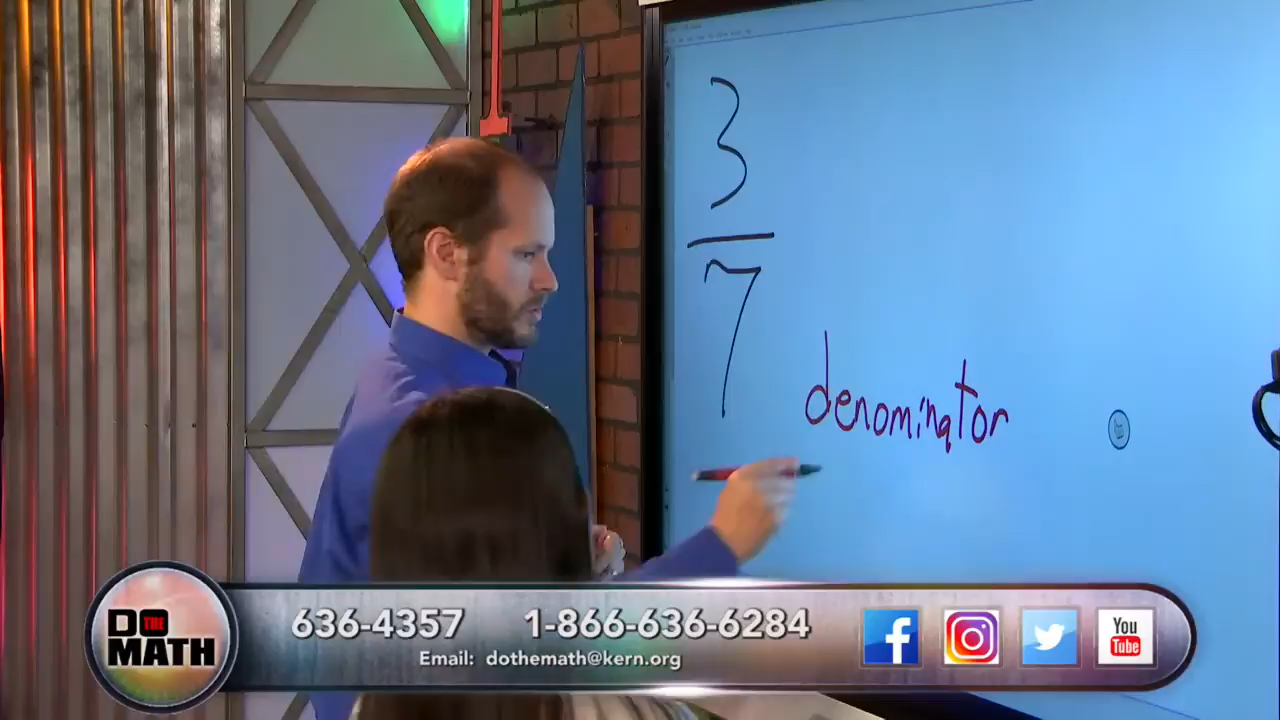 3
7
denominator
DO THE MATH
636-4357 1-866-636-6284
Email: dothemath@kern.org
You Tube